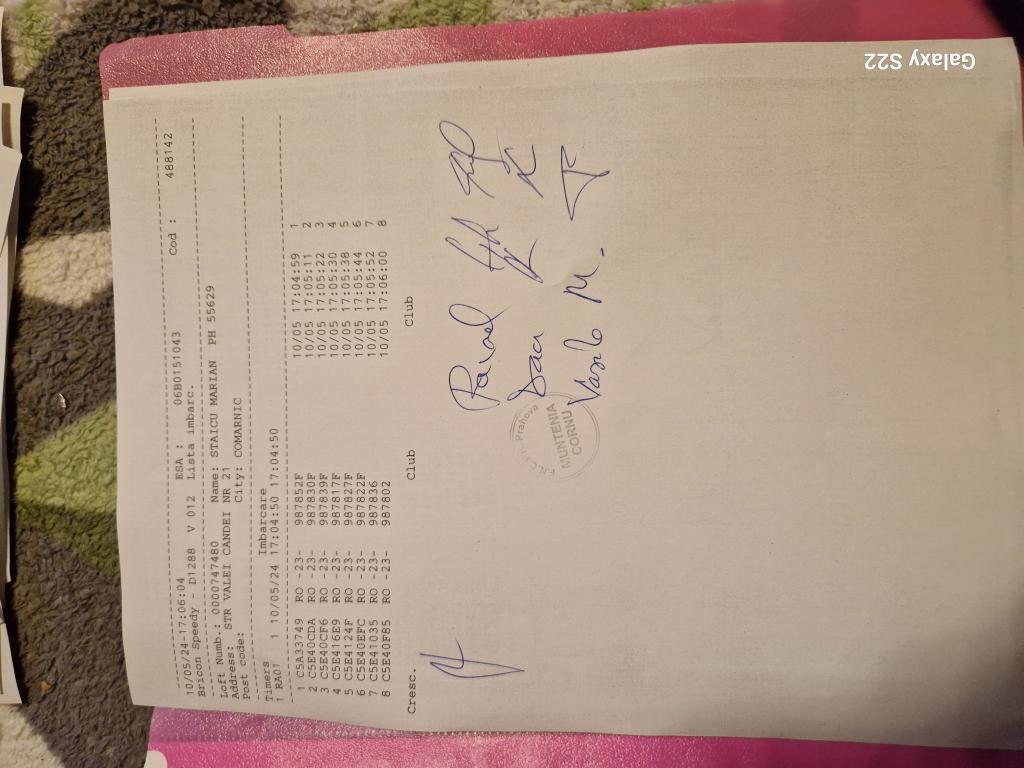 10/05/24-17:06:04 ESA : 06B0151043 Cod : 488142
Bricon Speedy - D1288 V 012 Lista imbarc.
Loft Numb.: 0000747480 Name: STAICU MARIAN PH 55629
Address: STR VALEI CANDEI NR 21
Post code: City: COMARNIC
Timers Imbarcare
1 RA01 1 10/05/24 17:04:50 17:04:50
1 C5A33749 RO -23- 987852F 10/05 17:04:59 1
2 C5E40CDA RO -23- 987830F 10/05 17:05:11 2
3 C5E40CF6 RO -23- 987839F 10/05 17:05:22 3
4 C5E416E9 RO -23- 987817F 10/05 17:05:30 4
5 C5E4124F RO -23- 987827F 10/05 17:05:38 5
6 C5E40EFC RO -23- 987822F 10/05 17:05:44 6
7 C5E41035 RO -23- 987836 10/05 17:05:52 7
8 C5E40F85 RO -23- 987802 10/05 17:06:00 8
Cresc. Club Club
Prahova
MUNTENIA
CORNU
Vasile M.
Galaxy S22